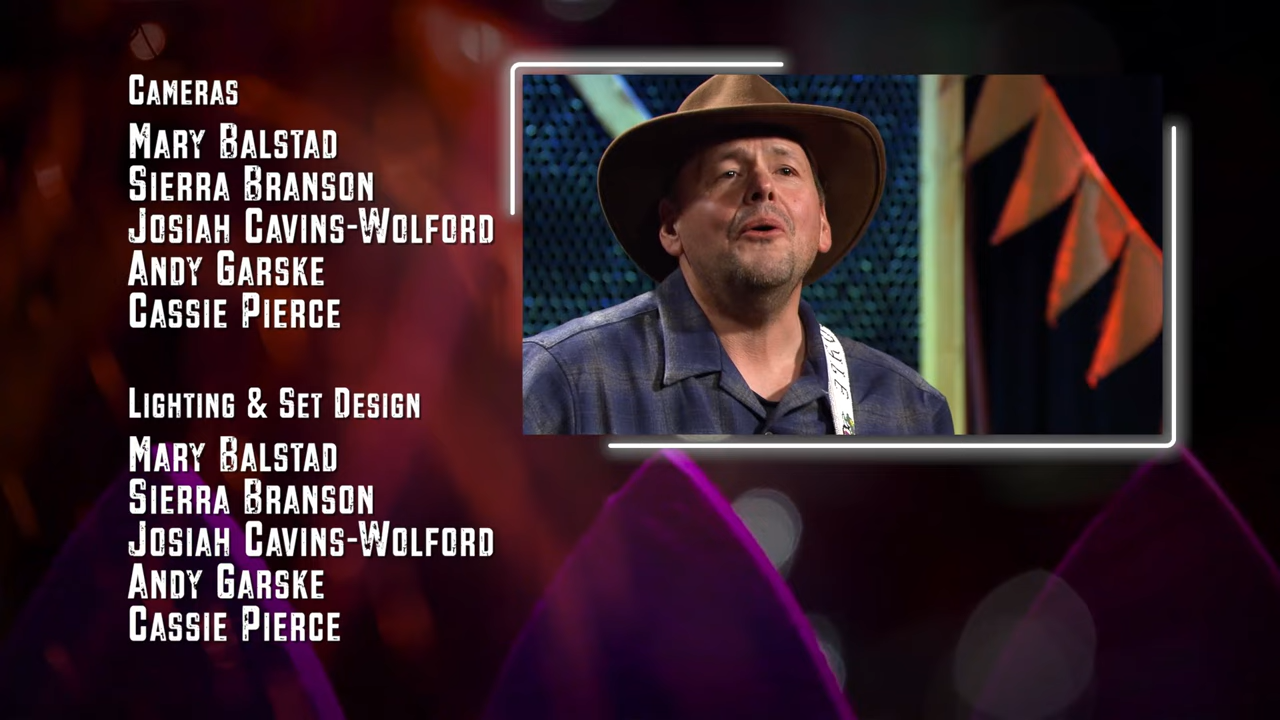 Cameras
Mary Balstad
Sierra Branson
Josiah Cavins-Wolford
Andy Garske
Cassie Pierce
Lighting & Set Design
Mary Balstad
Sierra Branson
Josiah Cavins-Wolford
Andy Garske
Cassie Pierce